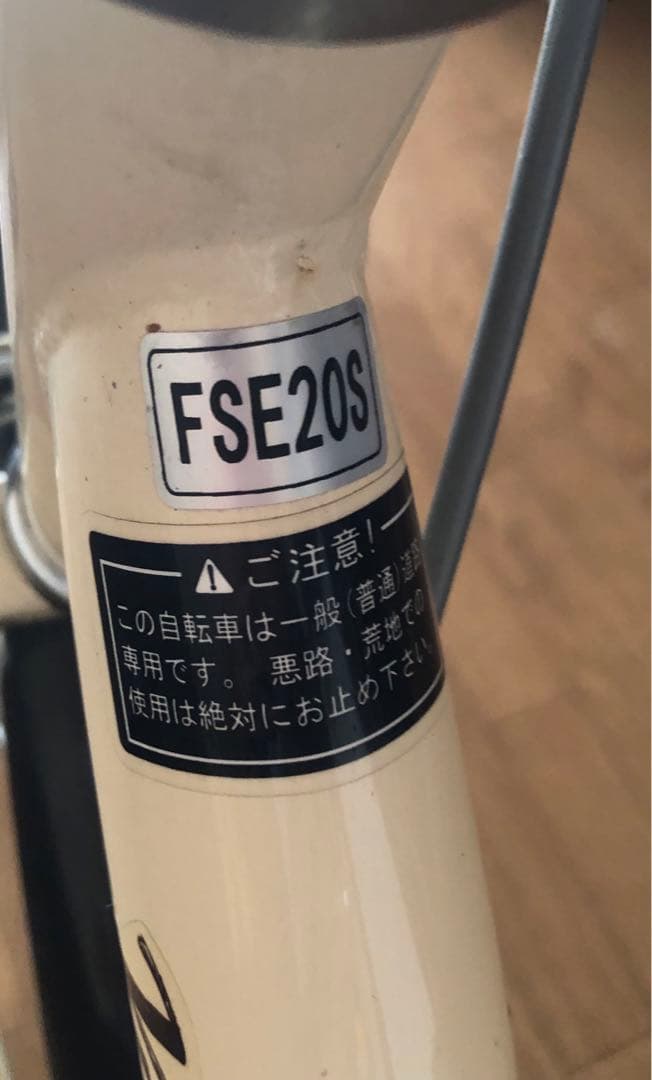 FSE20S
⚠ご注意!
この自転車は一般(普通)道路
専用です。 悪路・荒地での
使用は絶対にお止め下さい。